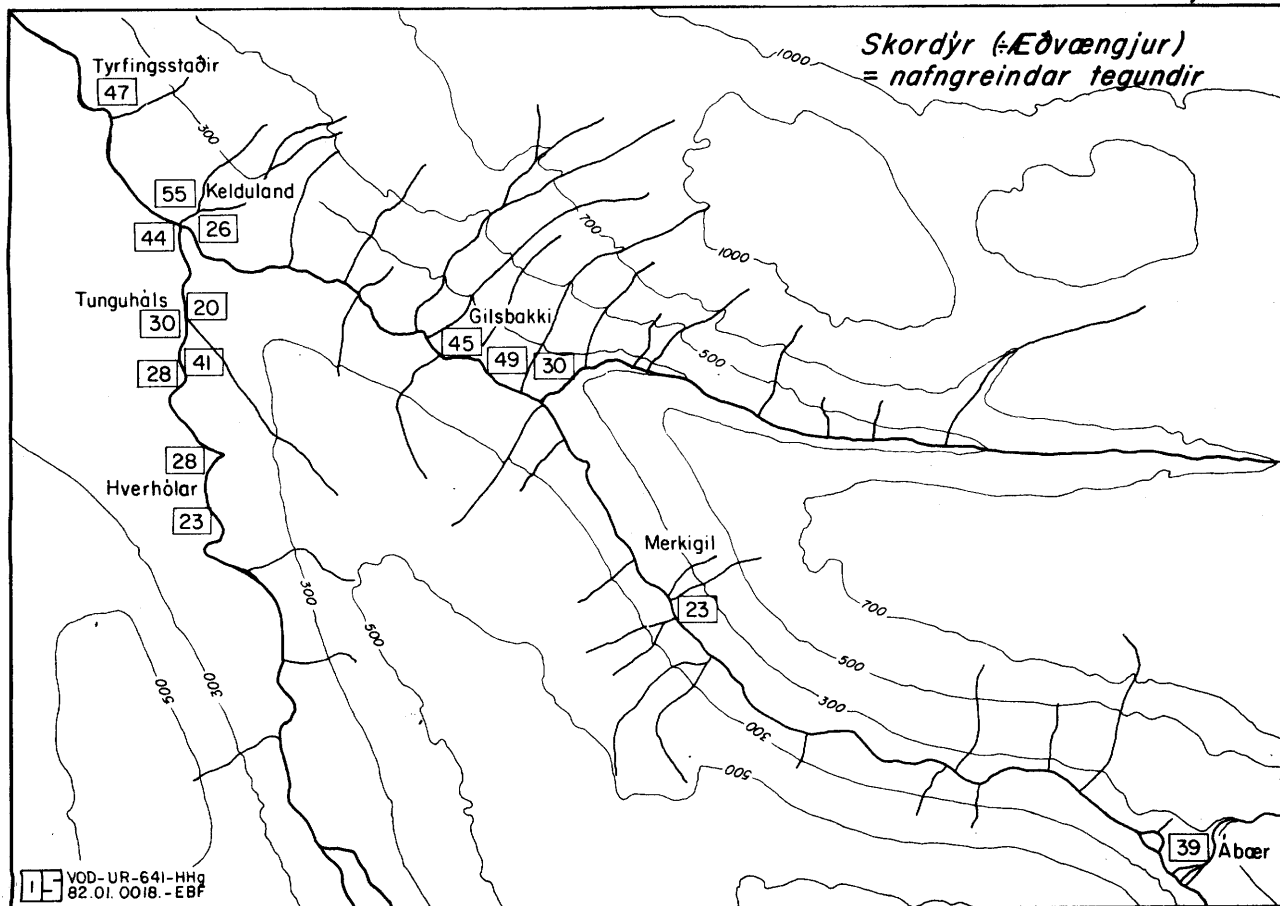 Skordýr (÷Æðvængjur)
= nafngreindar tegundir
1000
Tyrfingsstaðir
47
300
55
Kelduland
44
26
700
1000
Tunguháls
20
30
Gilsbakki
45
49
30
500
28
41
28
Hverhólar
23
Merkigil
300
23
700
500
500
300
500
300
300
500
39
Ábær
VOD-UR-641-HHg
82.01.0018.-EBF